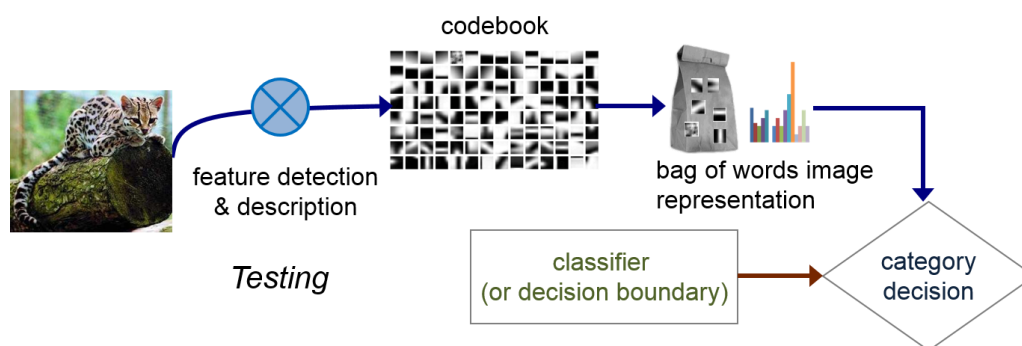 codebook
feature detection
& description
bag of words image
representation
Testing
classifier
(or decision boundary)
category
decision